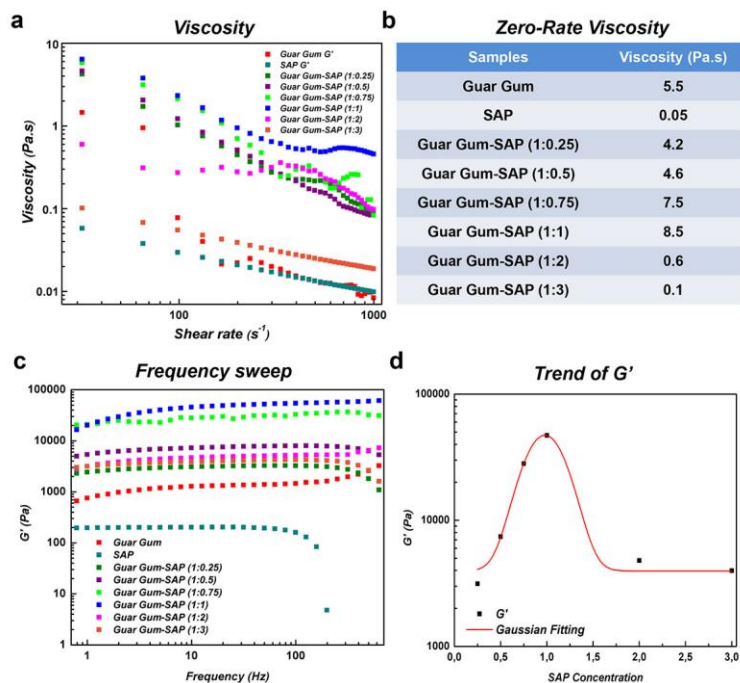 a
Viscosity
10
1
0.1
0.01
Viscosity (Pa.s)
100
1000
Shear rate (s⁻¹)
Guar Gum G'
SAP G'
Guar Gum-SAP (1:0.25)
Guar Gum-SAP (1:0.5)
Guar Gum-SAP (1:0.75)
Guar Gum-SAP (1:1)
Guar Gum-SAP (1:2)
Guar Gum-SAP (1:3)
b
Zero-Rate Viscosity
Samples Viscosity (Pa.s)
Guar Gum 5.5
SAP 0.05
Guar Gum-SAP (1:0.25) 4.2
Guar Gum-SAP (1:0.5) 4.6
Guar Gum-SAP (1:0.75) 7.5
Guar Gum-SAP (1:1) 8.5
Guar Gum-SAP (1:2) 0.6
Guar Gum-SAP (1:3) 0.1
c
Frequency sweep
100000
10000
1000
100
10
1
G' (Pa)
1
10
100
Frequency (Hz)
Guar Gum
SAP
Guar Gum-SAP (1:0.25)
Guar Gum-SAP (1:0.5)
Guar Gum-SAP (1:0.75)
Guar Gum-SAP (1:1)
Guar Gum-SAP (1:2)
Guar Gum-SAP (1:3)
d
Trend of G'
100000
10000
1000
G' (Pa)
G'
Gaussian Fitting
0,0
0,5
1,0
1,5
2,0
2,5
3,0
SAP Concentration